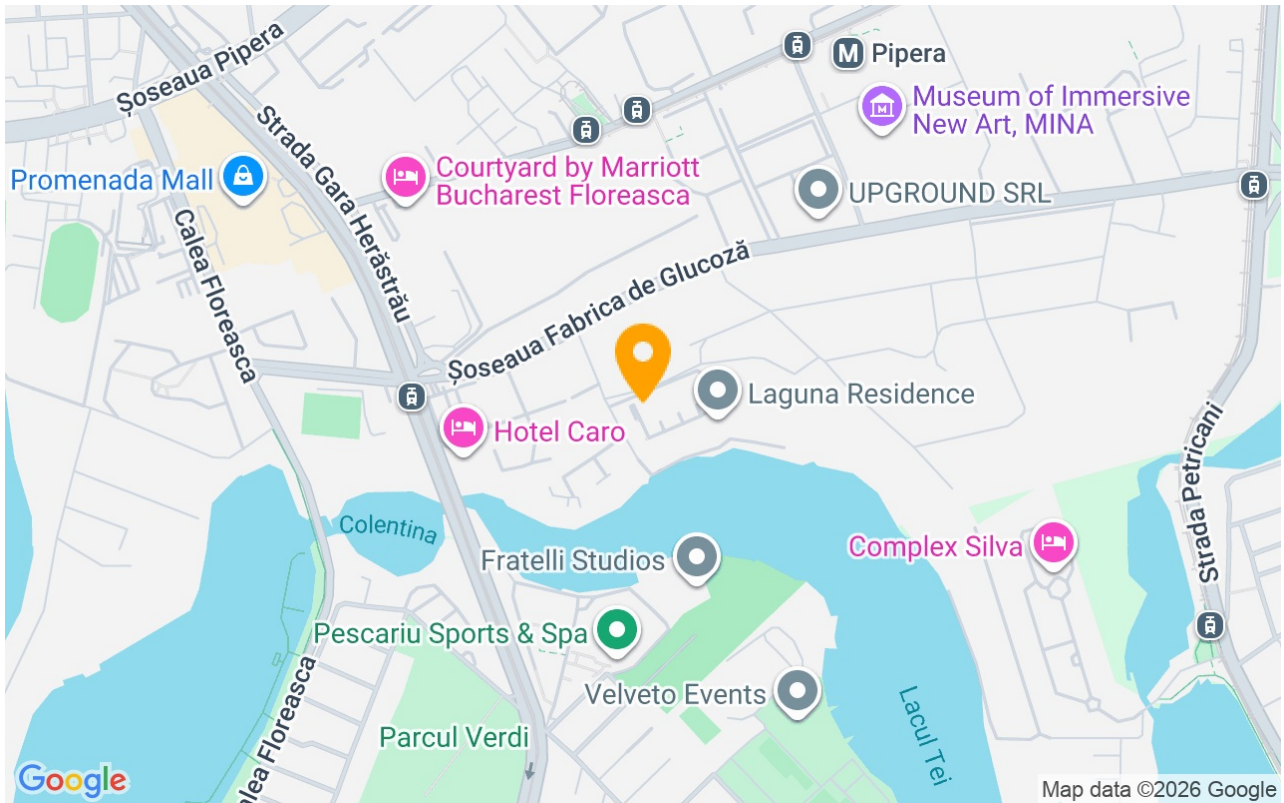 Șoseaua Pipera
M Pipera
Museum of Immersive
New Art, MINA
Strada Gara Herăstrău
Promenada Mall
Courtyard by Marriott
Bucharest Floreasca
UPGROUND SRL
Calea Floreasca
Șoseaua Fabrica de Glucoză
Laguna Residence
Hotel Caro
Strada Petricani
Colentina
Complex Silva
Fratelli Studios
Pescariu Sports & Spa
Velveto Events
Calea Floreasca
Parcul Verdi
Lacul Tei
Google
Map data ©2026 Google